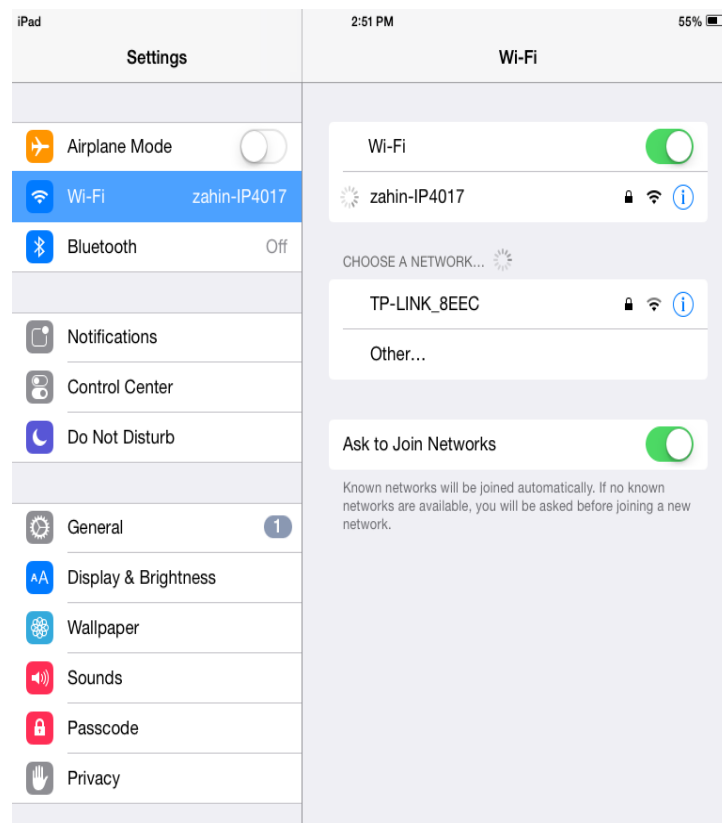 iPad 2:51 PM 55%
Settings
Wi-Fi
Airplane Mode
Wi-Fi zahin-IP4017
Bluetooth Off
Notifications
Control Center
Do Not Disturb
General 1
AA Display & Brightness
Wallpaper
Sounds
Passcode
Privacy
Wi-Fi
zahin-IP4017
CHOOSE A NETWORK...
TP-LINK_8EEC
Other...
Ask to Join Networks
Known networks will be joined automatically. If no known
networks are available, you will be asked before joining a new
network.